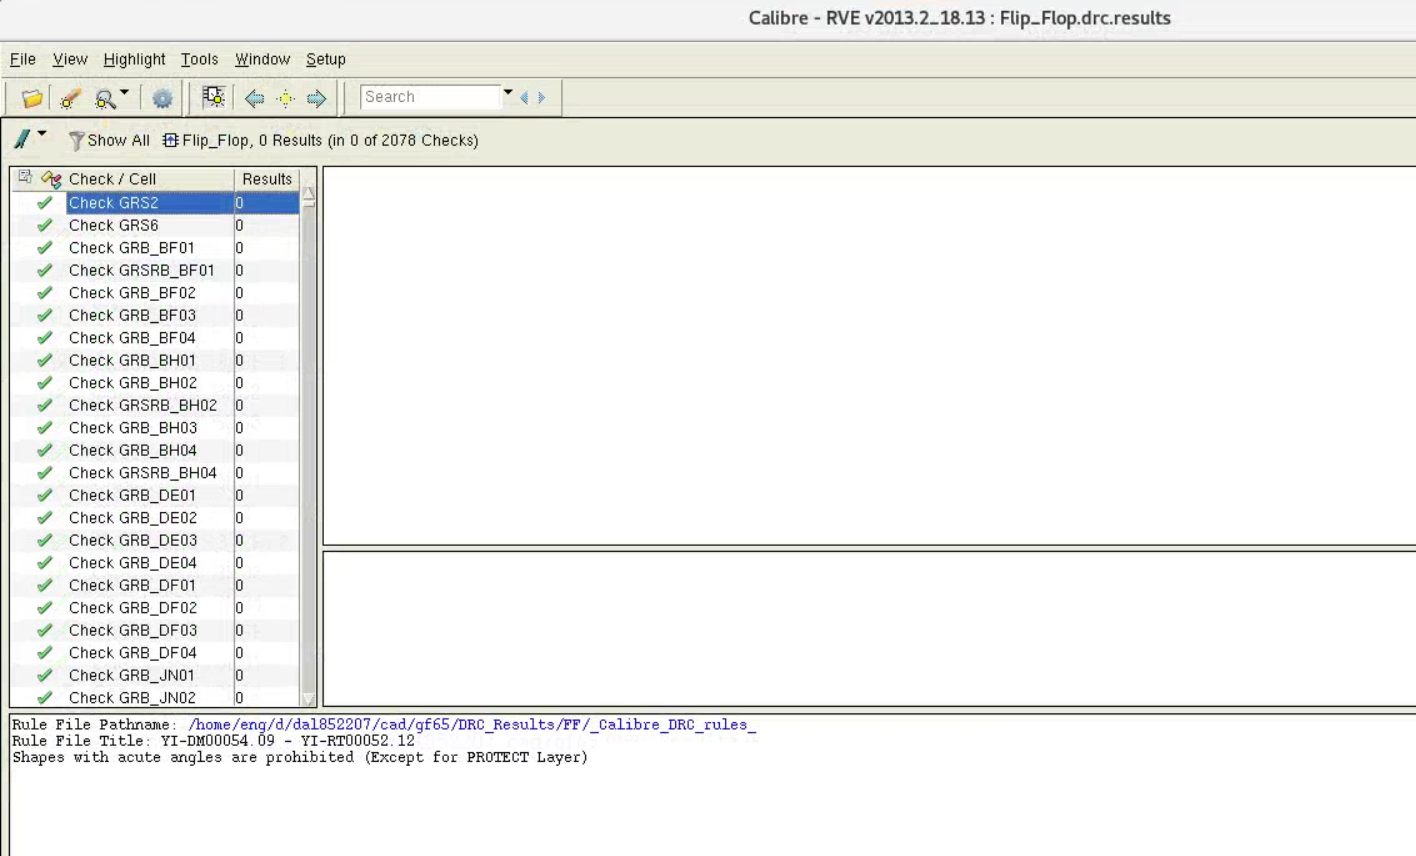 Calibre - RVE v2013.2_18.13 : Flip_Flop.drc.results
File View Highlight Tools Window Setup
Search
Show All Flip_Flop, 0 Results (in 0 of 2078 Checks)
Check / Cell Results
Check GRS2 0
Check GRS6 0
Check GRB_BF01 0
Check GRSRB_BF01 0
Check GRB_BF02 0
Check GRB_BF03 0
Check GRB_BF04 0
Check GRB_BH01 0
Check GRB_BH02 0
Check GRSRB_BH02 0
Check GRB_BH03 0
Check GRB_BH04 0
Check GRSRB_BH04 0
Check GRB_DE01 0
Check GRB_DE02 0
Check GRB_DE03 0
Check GRB_DE04 0
Check GRB_DF01 0
Check GRB_DF02 0
Check GRB_DF03 0
Check GRB_DF04 0
Check GRB_JN01 0
Check GRB_JN02 0
Rule File Pathname: /home/eng/d/dal852207/cad/gf65/DRC_Results/FF/_Calibre_DRC_rules_
Rule File Title: YI-DM00054.09 - YI-RT00052.12
Shapes with acute angles are prohibited (Except for PROTECT Layer)